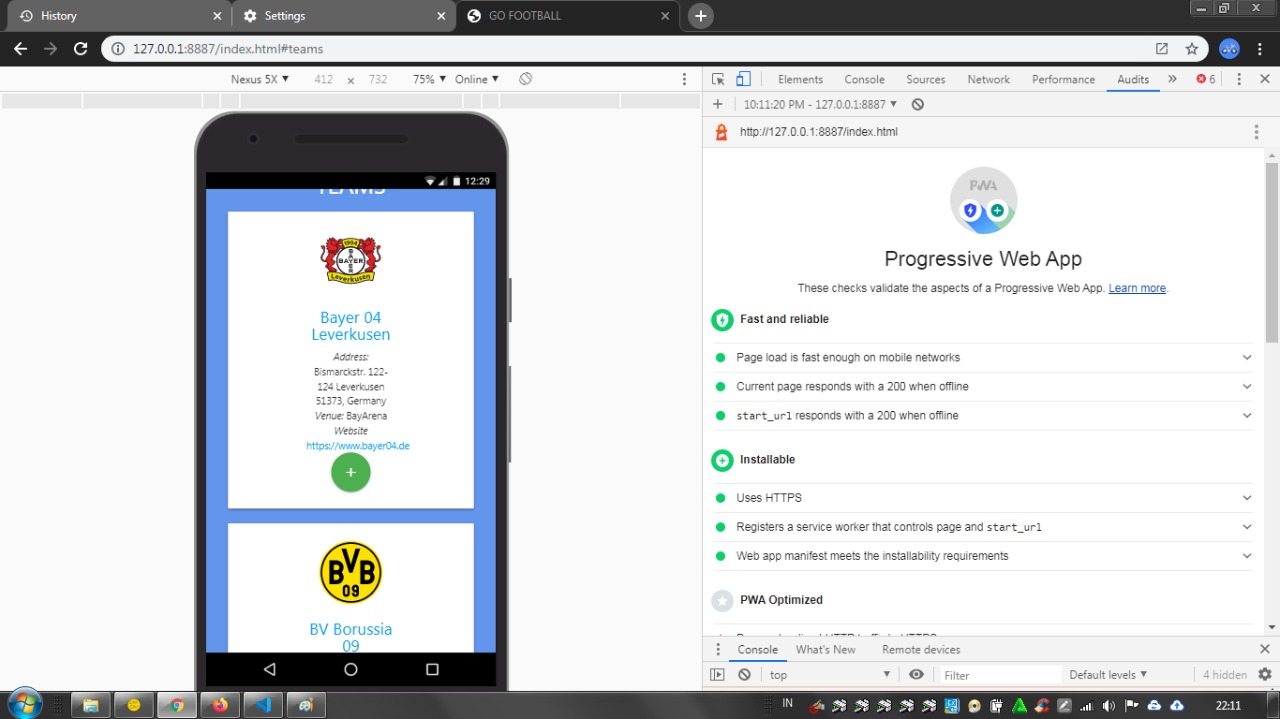 History
Settings
GO FOOTBALL
127.0.0.1:8887/index.html#teams
Nexus 5X ▼ 412 × 732 75% ▼ Online ▼
Elements Console Sources Network Performance Audits » 6
10:11:20 PM - 127.0.0.1:8887 ▼
http://127.0.0.1:8887/index.html
12:29
TEAMS
1904
BAYER
BAYER
Leverkusen
Bayer 04
Leverkusen
Address:
Bismarckstr. 122-
124 Leverkusen
51373, Germany
Venue: BayArena
Website
https://www.bayer04.de
+
BVB
09
BV Borussia
09
PWA
Progressive Web App
These checks validate the aspects of a Progressive Web App. Learn more.
Fast and reliable
Page load is fast enough on mobile networks
Current page responds with a 200 when offline
start_url responds with a 200 when offline
Installable
Uses HTTPS
Registers a service worker that controls page and start_url
Web app manifest meets the installability requirements
PWA Optimized
Console What's New Remote devices
top ▼ Filter Default levels ▼ 4 hidden
IN 22:11